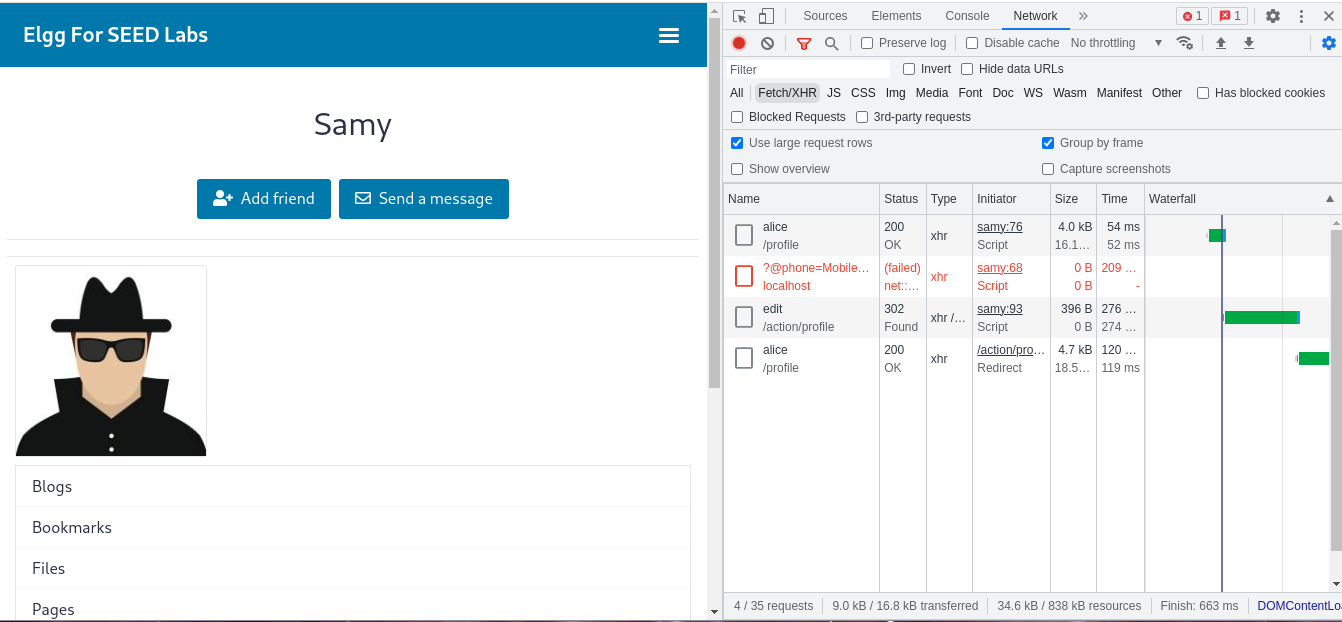 Elgg For SEED Labs
Samy
Add friend
Send a message
Blogs
Bookmarks
Files
Pages
Sources Elements Console Network » 1 1
Preserve log Disable cache No throttling
Filter Invert Hide data URLs
All Fetch/XHR JS CSS Img Media Font Doc WS Wasm Manifest Other Has blocked cookies
Blocked Requests 3rd-party requests
Use large request rows Group by frame
Show overview Capture screenshots
Name Status Type Initiator Size Time Waterfall
alice 200 xhr samy:76 4.0 kB 54 ms
/profile OK Script 16.1… 52 ms
?@phone=Mobile… (failed) xhr samy:68 0 B 209 …
localhost net::… Script 0 B -
edit 302 xhr /… samy:93 396 B 276 …
/action/profile Found Script 0 B 274 …
alice 200 xhr /action/pro… 4.7 kB 120 …
/profile OK Redirect 18.5… 119 ms
4 / 35 requests 9.0 kB / 16.8 kB transferred 34.6 kB / 838 kB resources Finish: 663 ms DOMContentLo